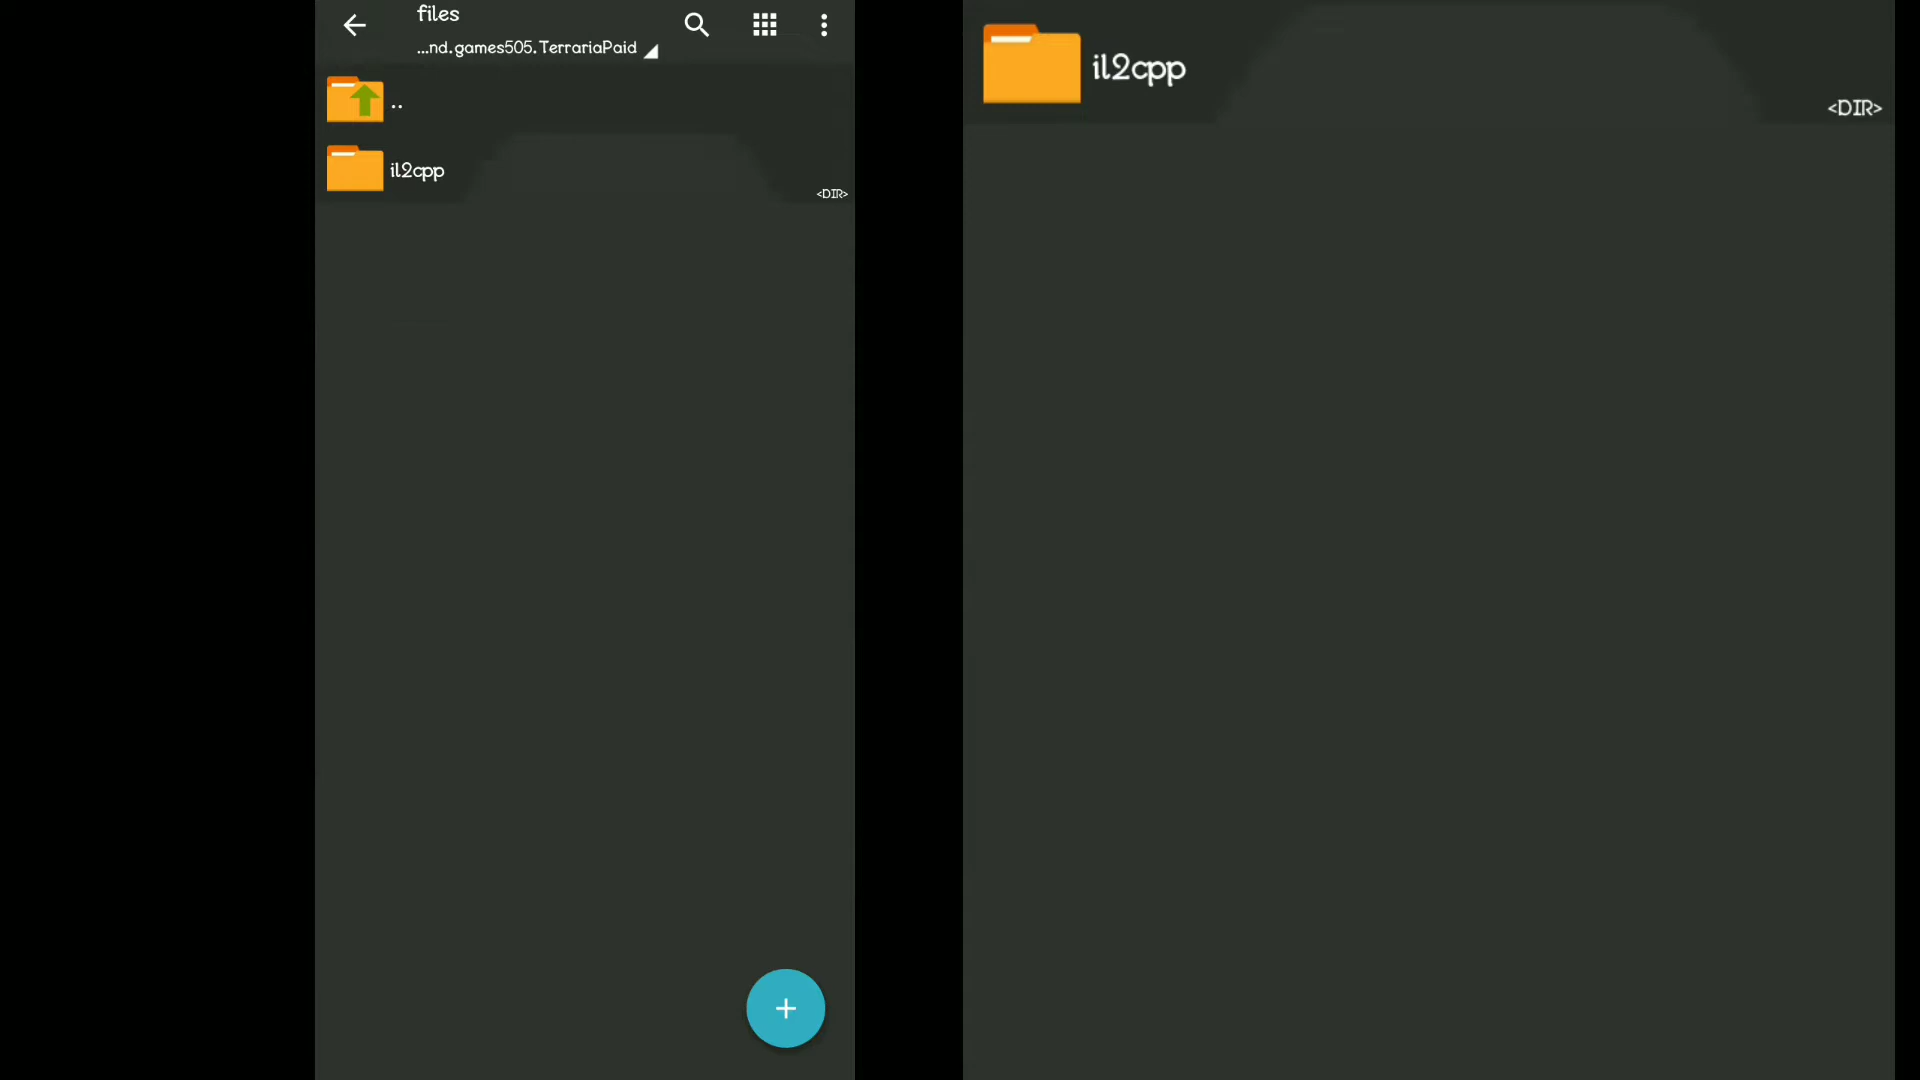 files
...nd.games505.TerrariaPaid
..
il2cpp
<DIR>
il2cpp
<DIR>